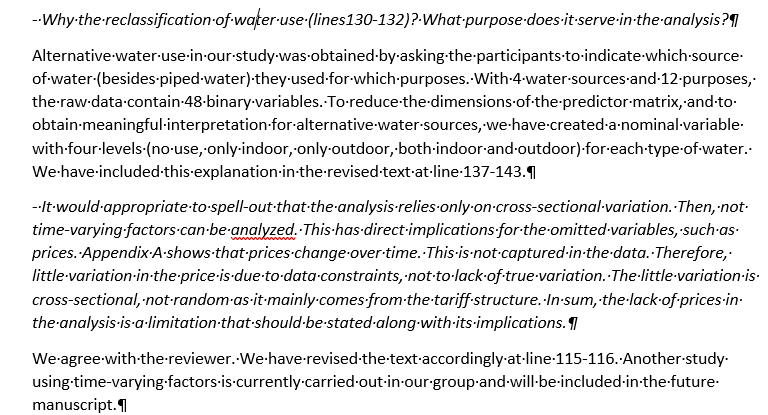 - Why the reclassification of water use (lines130-132)? What purpose does it serve in the analysis?¶
Alternative water use in our study was obtained by asking the participants to indicate which source
of water (besides piped water) they used for which purposes. With 4 water sources and 12 purposes,
the raw data contain 48 binary variables. To reduce the dimensions of the predictor matrix, and to
obtain meaningful interpretation for alternative water sources, we have created a nominal variable
with four levels (no use, only indoor, only outdoor, both indoor and outdoor) for each type of water.
We have included this explanation in the revised text at line 137-143.¶
- It would appropriate to spell-out that the analysis relies only on cross-sectional variation. Then, not
time-varying factors can be analyzed. This has direct implications for the omitted variables, such as
prices. Appendix A shows that prices change over time. This is not captured in the data. Therefore,
little variation in the price is due to data constraints, not to lack of true variation. The little variation is
cross-sectional, not random as it mainly comes from the tariff structure. In sum, the lack of prices in
the analysis is a limitation that should be stated along with its implications.¶
We agree with the reviewer. We have revised the text accordingly at line 115-116. Another study
using time-varying factors is currently carried out in our group and will be included in the future
manuscript.¶